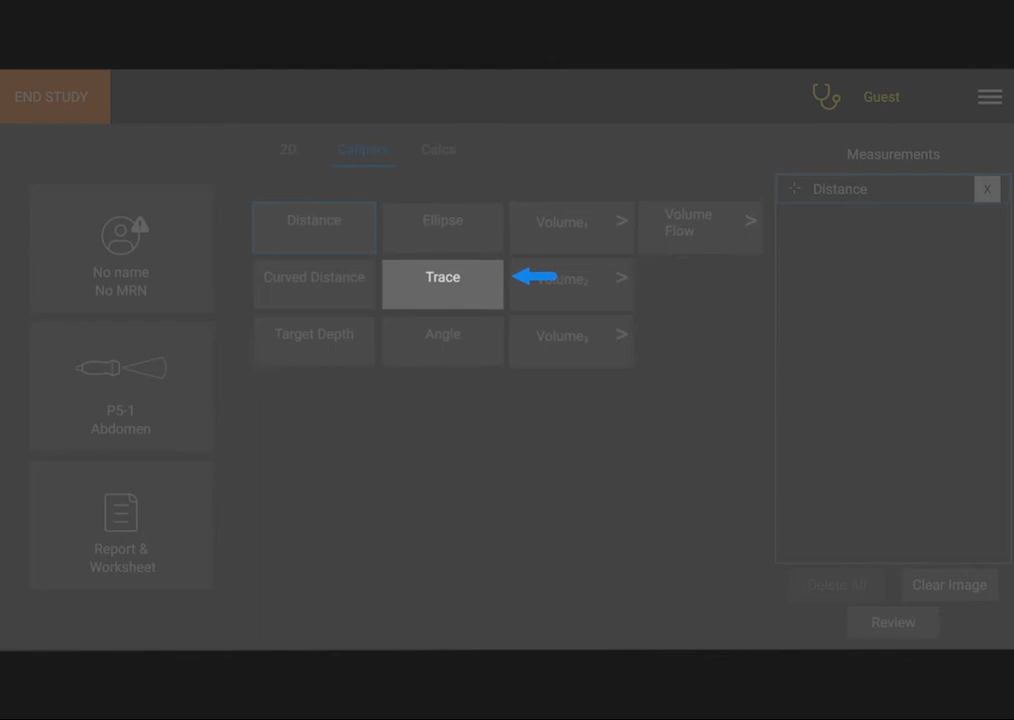 END STUDY
Guest
2D Calipers Calcs
Measurements
Distance X
No name
No MRN
P5-1
Abdomen
Report &
Worksheet
Distance Ellipse Volume₁ > Volume
Flow >
Curved Distance Trace Volume₂ >
Target Depth Angle Volume₃ >
Delete All Clear Image
Review